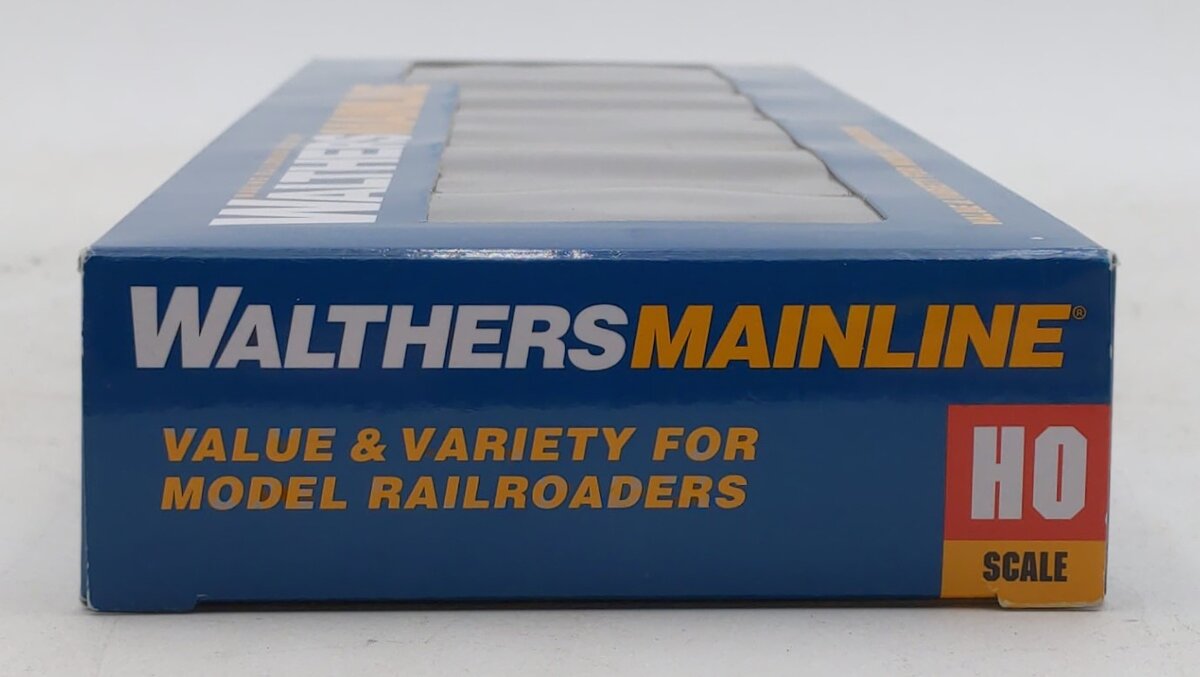 WALTHERS
WALTHERSMAINLINE®
VALUE & VARIETY FOR
MODEL RAILROADERS
HO
SCALE